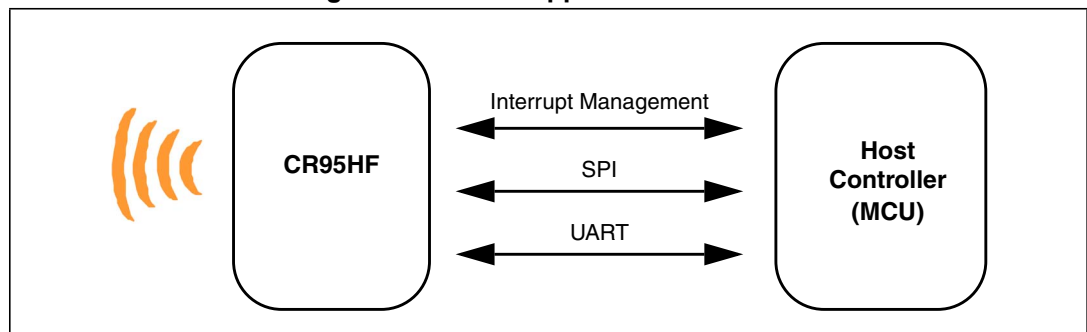 CR95HF
Interrupt Management
SPI
UART
Host
Controller
(MCU)